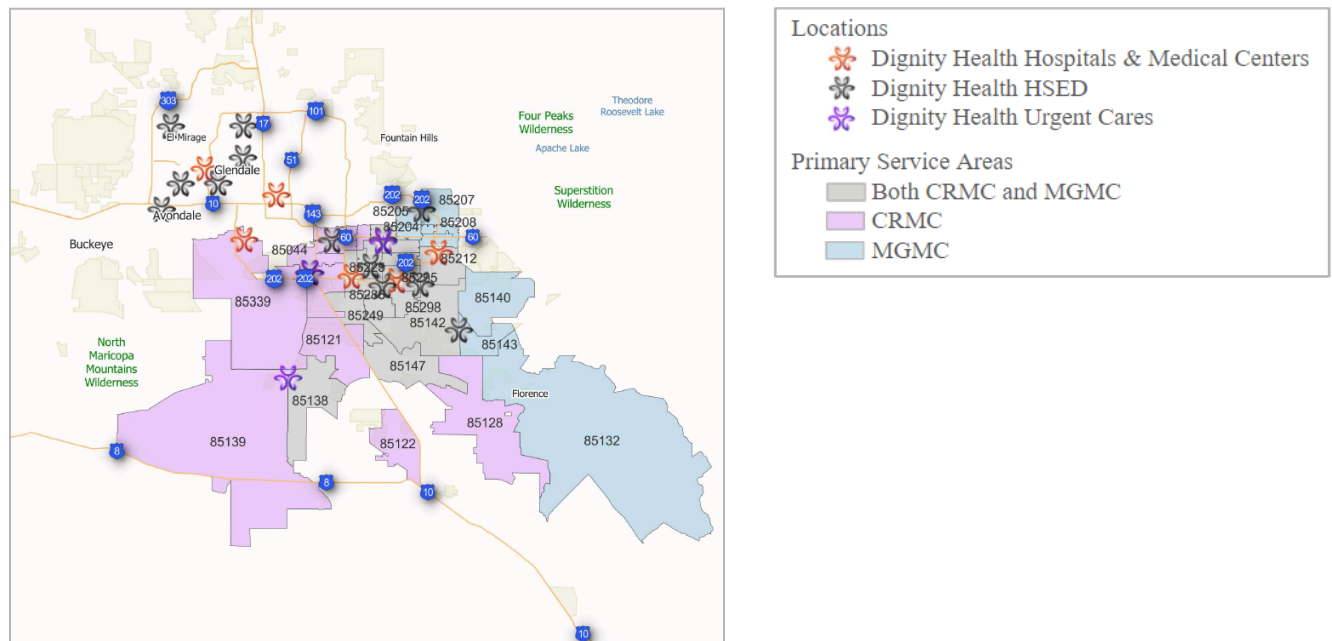 303
101
17
El Mirage
51
Glendale
Fountain Hills
Four Peaks
Wilderness
Theodore
Roosevelt Lake
Apache Lake
Superstition
Wilderness
10
Avondale
143
202
202
85207
85205
85204
85208
60
60
Buckeye
85044
85212
202
202
202
85339
85249
85298
85142
85140
85121
85143
North
Maricopa
Mountains
Wilderness
85147
85138
Florence
85139
85122
85128
85132
8
8
10
10
Locations
Dignity Health Hospitals & Medical Centers
Dignity Health HSED
Dignity Health Urgent Cares
Primary Service Areas
Both CRMC and MGMC
CRMC
MGMC